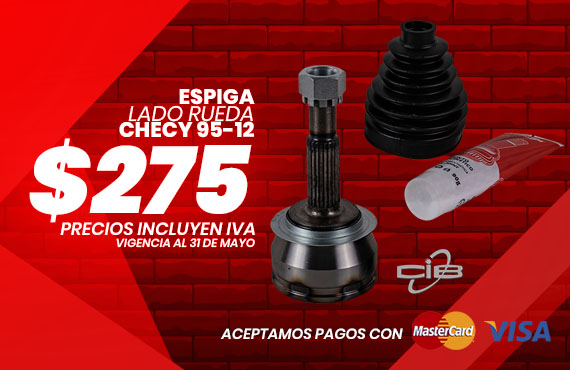 ESPIGA
LADO RUEDA
CHECY 95-12
$275
PRECIOS INCLUYEN IVA
VIGENCIA AL 31 DE MAYO
CIB
ACEPTAMOS PAGOS CON
MasterCard
VISA